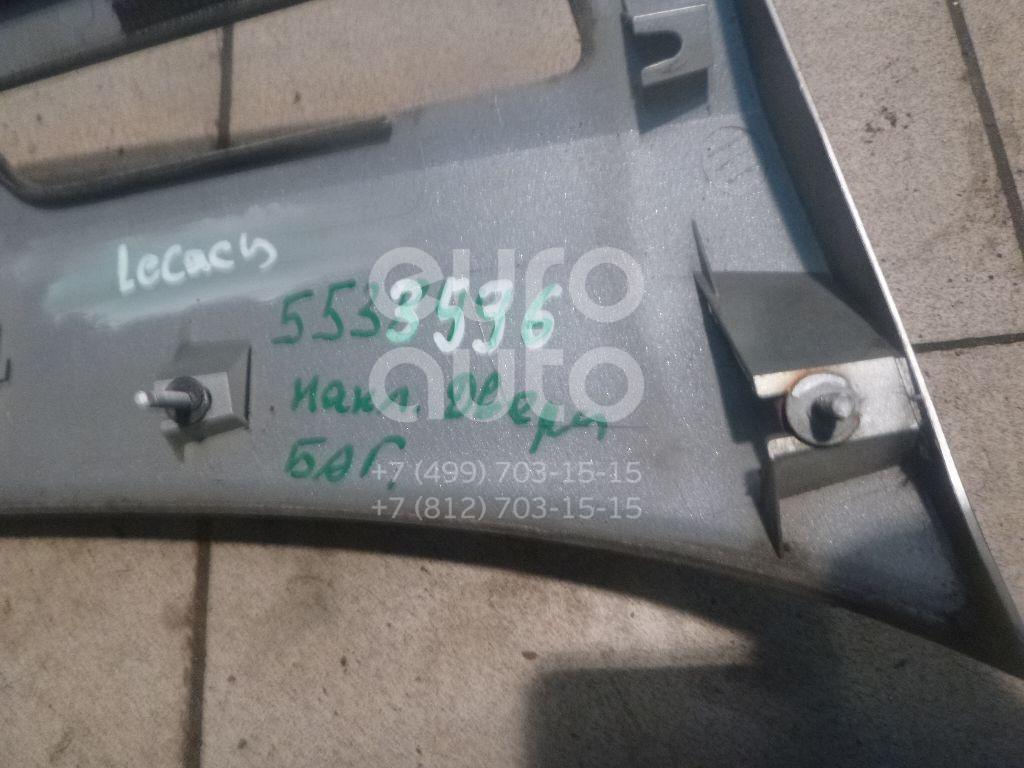 Legacy
euro
auto
5533596
накл. Двери
БАГ.
+7 (499) 703-15-15
+7 (812) 703-15-15